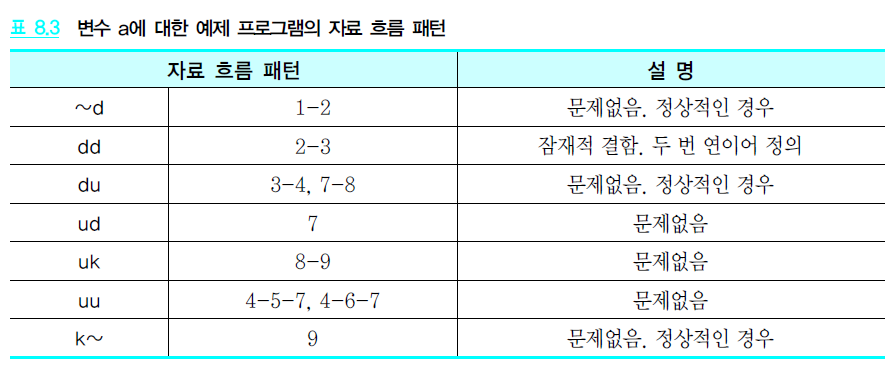 표 8.3 변수 a에 대한 예제 프로그램의 자료 흐름 패턴
자료 흐름 패턴 설 명
~d 1-2 문제없음. 정상적인 경우
dd 2-3 잠재적 결함. 두 번 연이어 정의
du 3-4, 7-8 문제없음. 정상적인 경우
ud 7 문제없음
uk 8-9 문제없음
uu 4-5-7, 4-6-7 문제없음
k~ 9 문제없음. 정상적인 경우